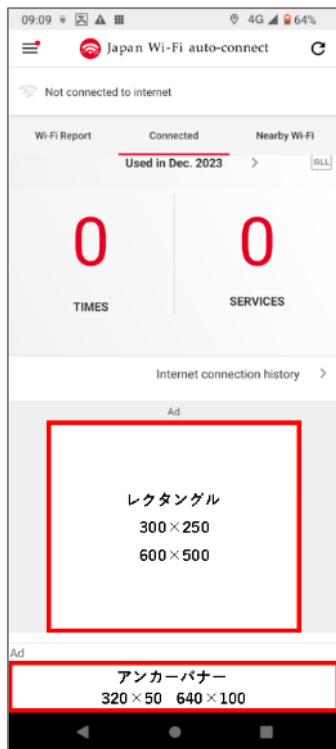 09:09 4G 64%
Japan Wi-Fi auto-connect
Not connected to internet
Wi-Fi Report Connected Nearby Wi-Fi
Used in Dec. 2023 > ALL
0 0
TIMES SERVICES
Internet connection history >
Ad
レクタングル
300×250
600×500
Ad
アンカーバナー
320×50 640×100